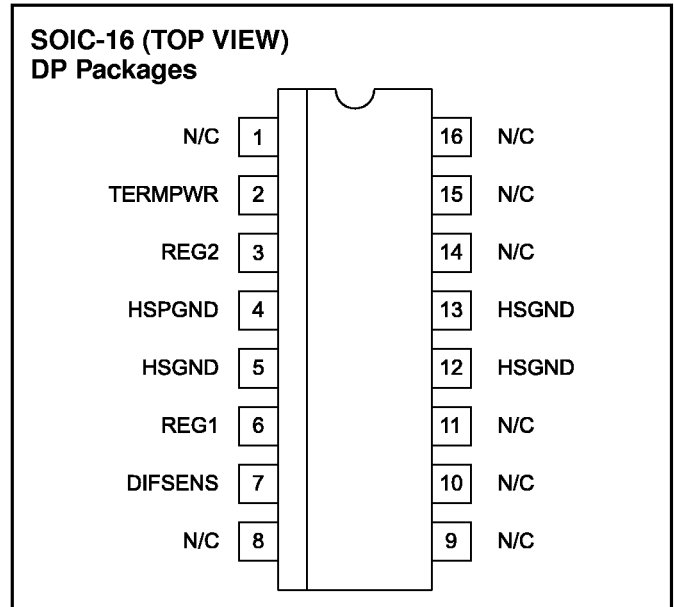 SOIC-16 (TOP VIEW)
DP Packages
N/C 1 16 N/C
TERMPWR 2 15 N/C
REG2 3 14 N/C
HSPGND 4 13 HSGND
HSGND 5 12 HSGND
REG1 6 11 N/C
DIFSENS 7 10 N/C
N/C 8 9 N/C